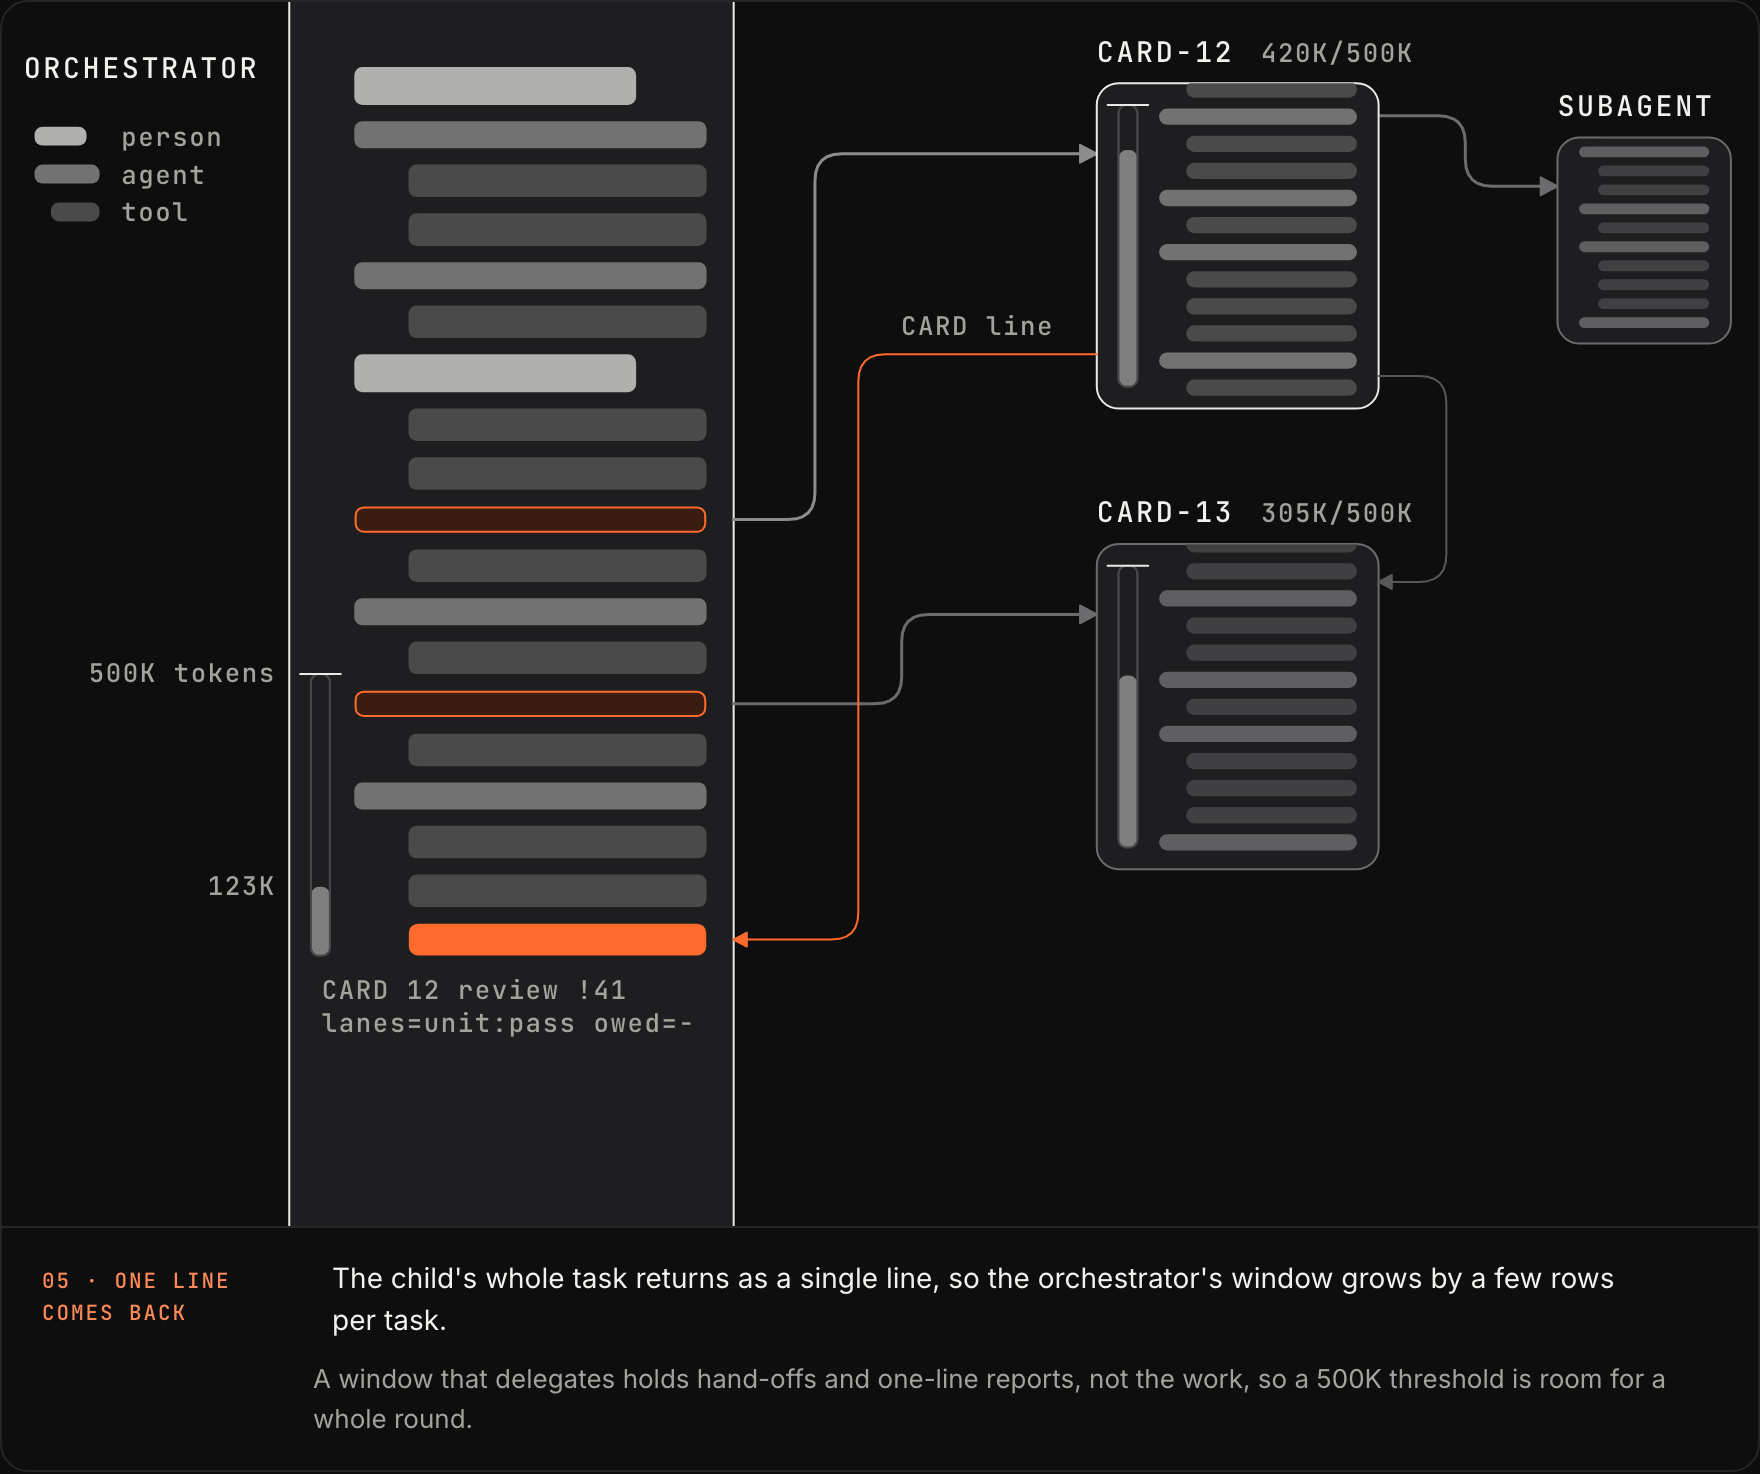 ORCHESTRATOR
person
agent
tool
CARD-12 420K/500K
SUBAGENT
CARD line
CARD-13 305K/500K
500K tokens
123K
CARD 12 review !41
lanes=unit:pass owed=-
05 · ONE LINE
COMES BACK
The child's whole task returns as a single line, so the orchestrator's window grows by a few rows
per task.
A window that delegates holds hand-offs and one-line reports, not the work, so a 500K threshold is room for a
whole round.